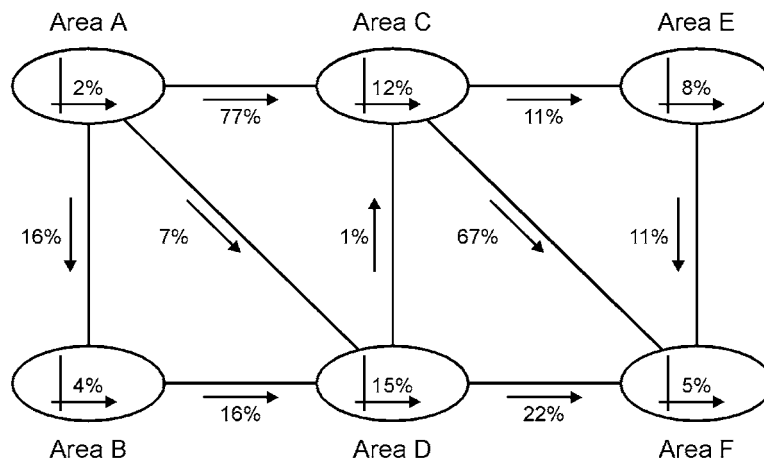 Area A Area C Area E
2% 12% 8%
77% 11%
16% 7% 1% 67% 11%
4% 15% 5%
16% 22%
Area B Area D Area F